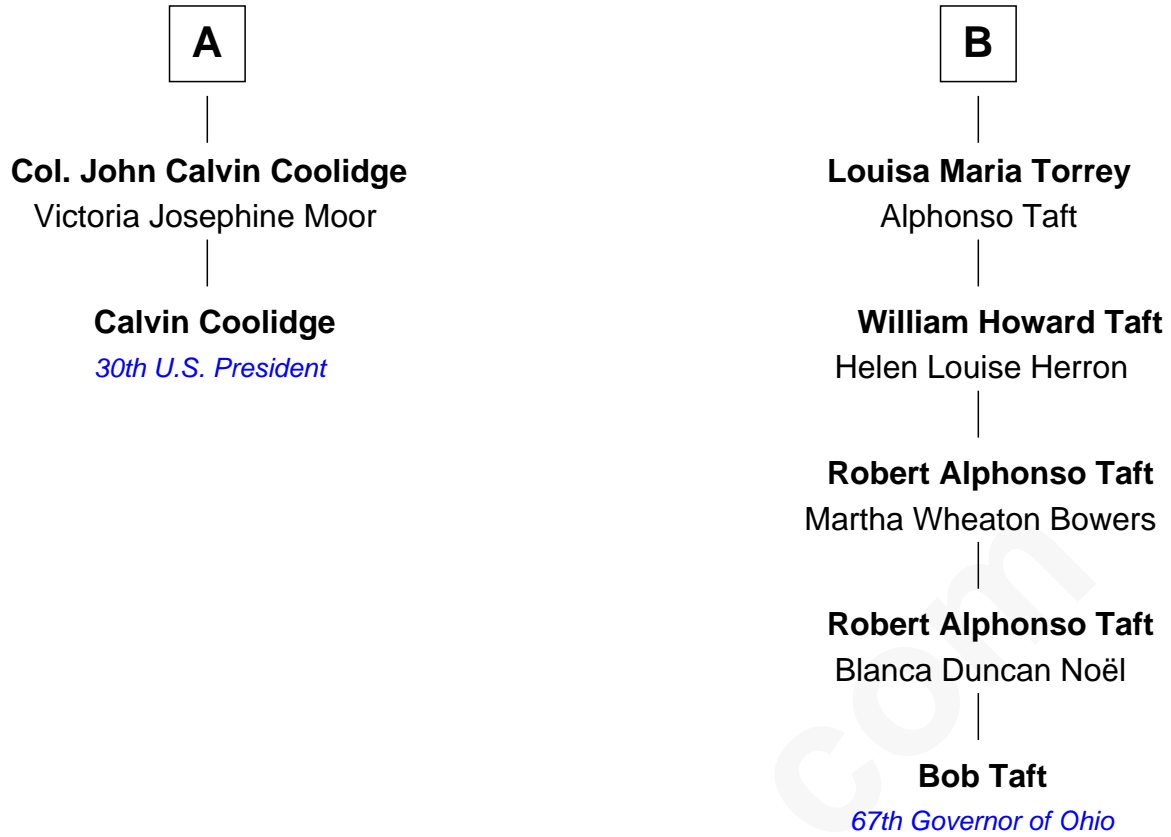 A
Col. John Calvin Coolidge
Victoria Josephine Moor
Calvin Coolidge
30th U.S. President
B
Louisa Maria Torrey
Alphonso Taft
William Howard Taft
Helen Louise Herron
Robert Alphonso Taft
Martha Wheaton Bowers
Robert Alphonso Taft
Blanca Duncan Noël
Bob Taft
67th Governor of Ohio
com